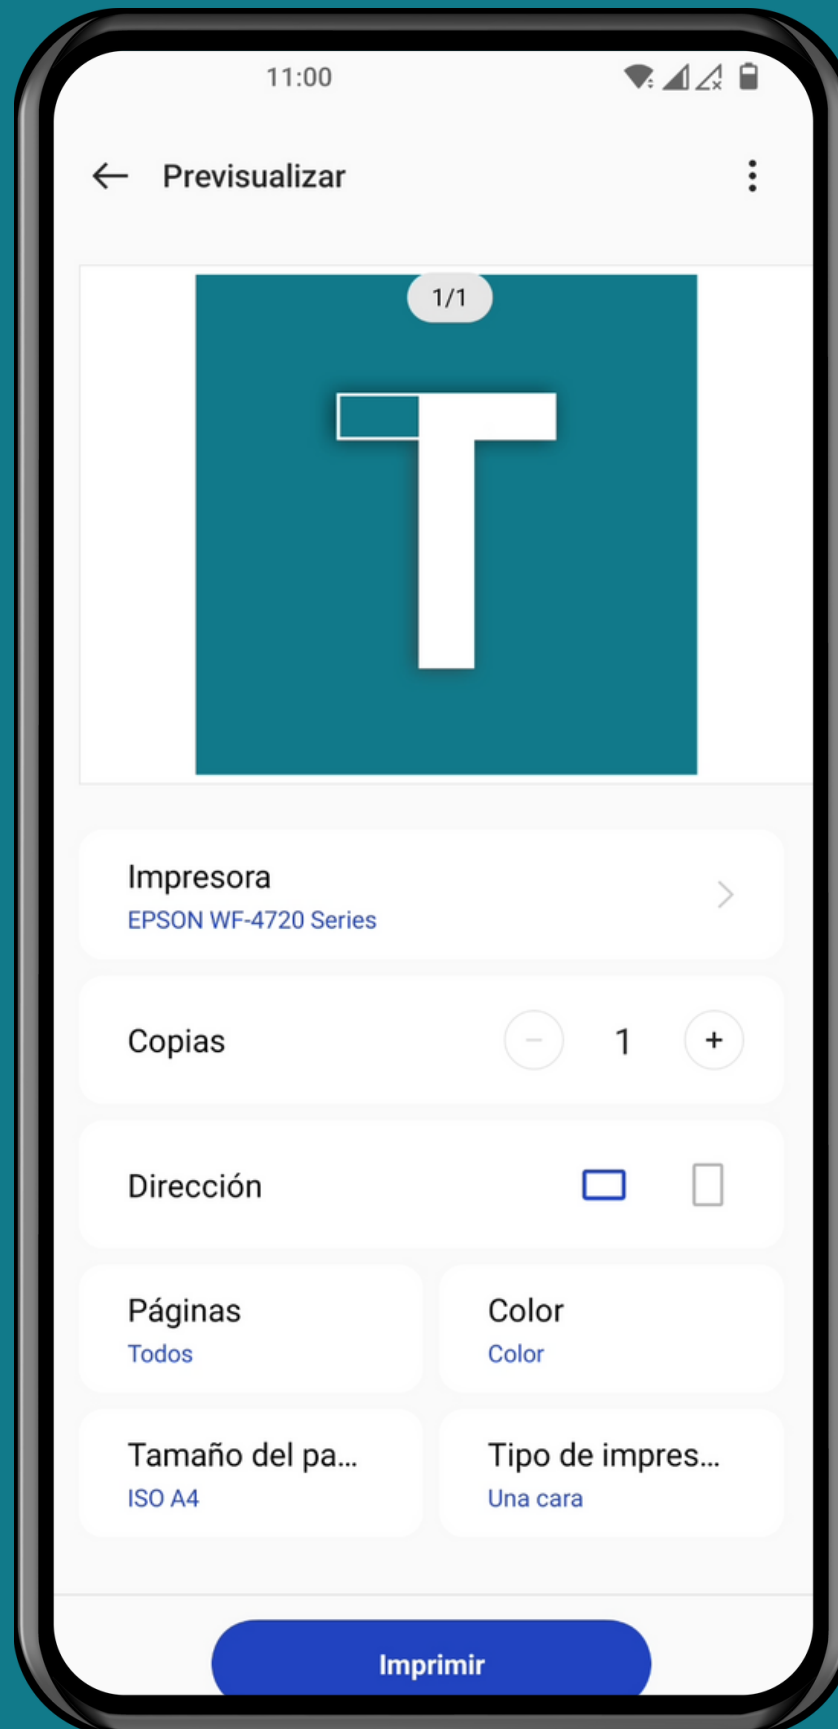 11:00
Previsualizar
1/1
T
Impresora
EPSON WF-4720 Series
Copias
1
Dirección
Páginas
Todos
Color
Color
Tamaño del pa...
ISO A4
Tipo de impres...
Una cara
Imprimir